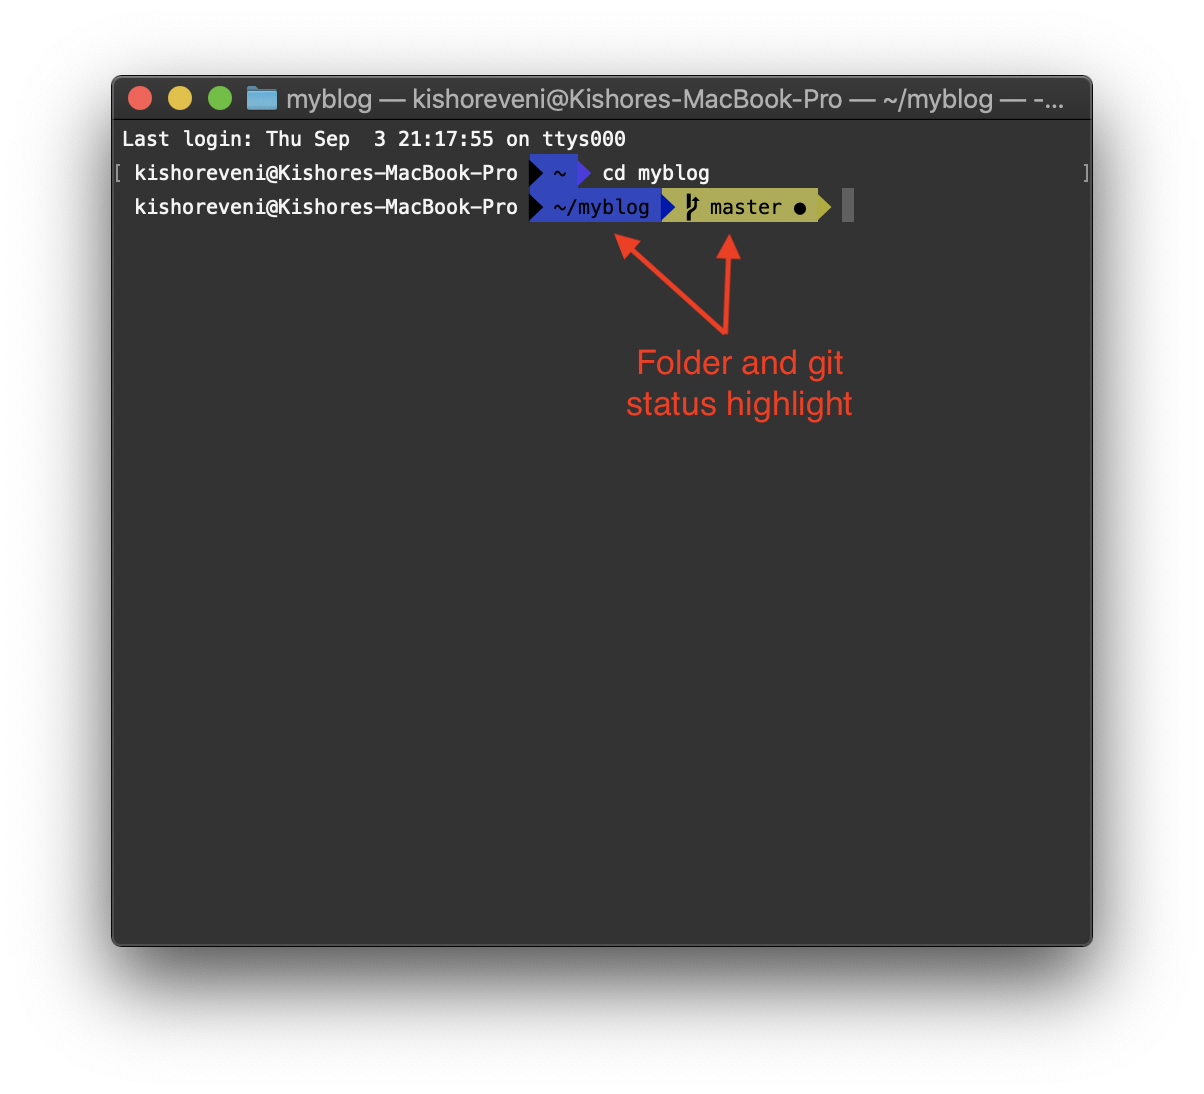 myblog — kishoreveni@Kishores-MacBook-Pro — ~/myblog — -...
Last login: Thu Sep  3 21:17:55 on ttys000
[ kishoreveni@Kishores-MacBook-Pro ~ cd myblog ]
kishoreveni@Kishores-MacBook-Pro ~/myblog master ●
Folder and git
status highlight